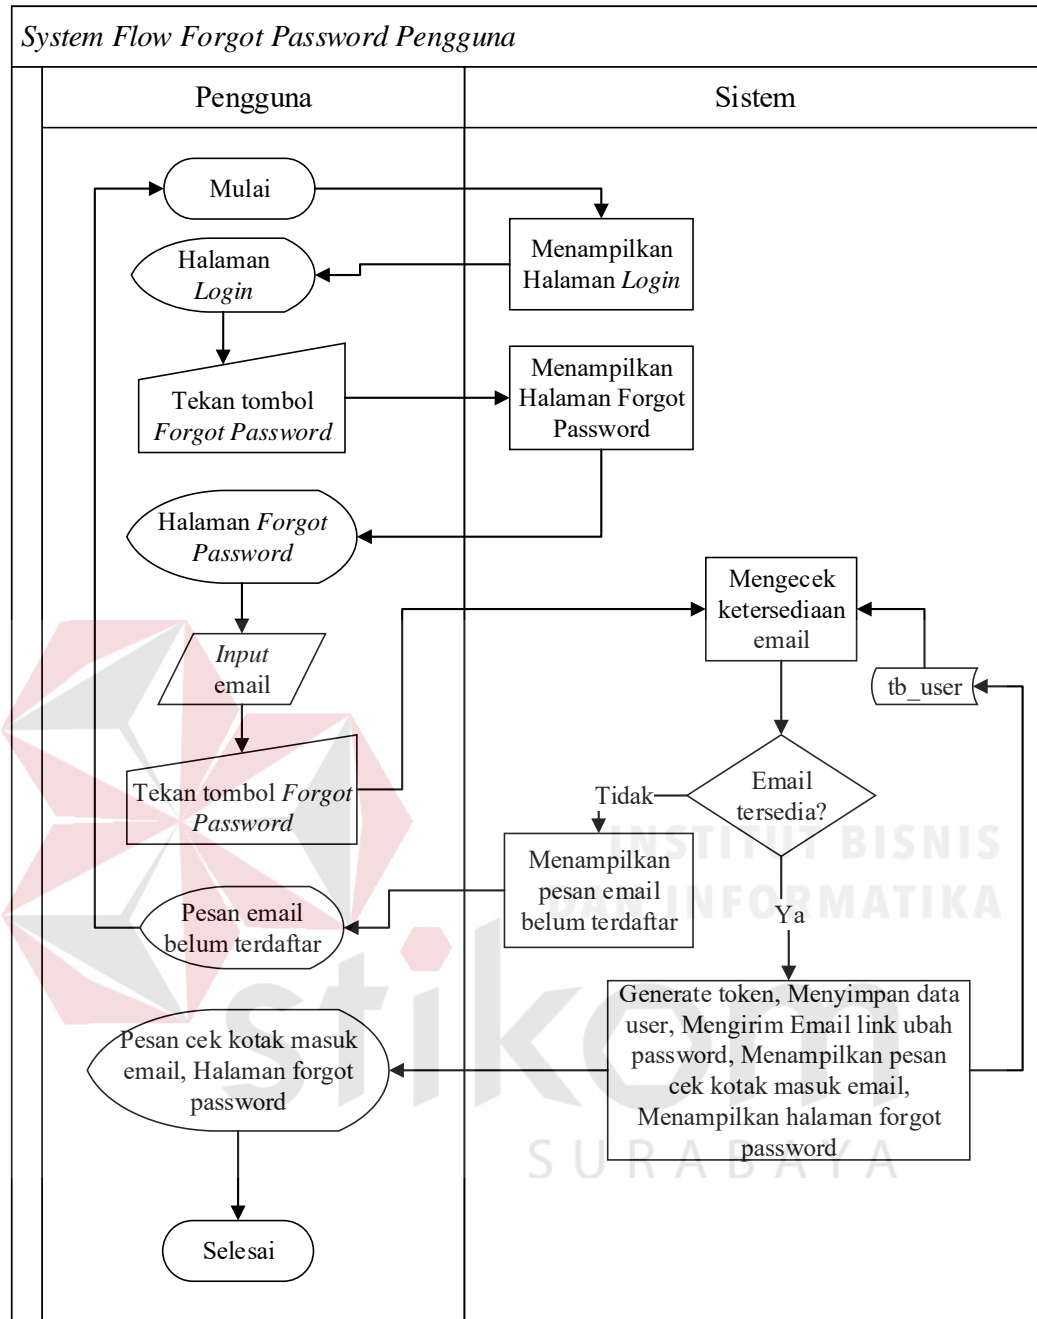 System Flow Forgot Password Pengguna
Pengguna
Sistem
Mulai
Menampilkan
Halaman Login
Halaman
Login
Tekan tombol
Forgot Password
Menampilkan
Halaman Forgot
Password
Halaman Forgot
Password
Input
email
Tekan tombol Forgot
Password
Mengecek
ketersediaan
email
tb_user
Email
tersedia?
Tidak
Ya
Menampilkan
pesan email
belum terdaftar
Pesan email
belum terdaftar
Generate token, Menyimpan data
user, Mengirim Email link ubah
password, Menampilkan pesan
cek kotak masuk email,
Menampilkan halaman forgot
password
Pesan cek kotak masuk
email, Halaman forgot
password
Selesai
INSTITUT BISNIS
DAN INFORMATIKA
stikom
SURABAYA